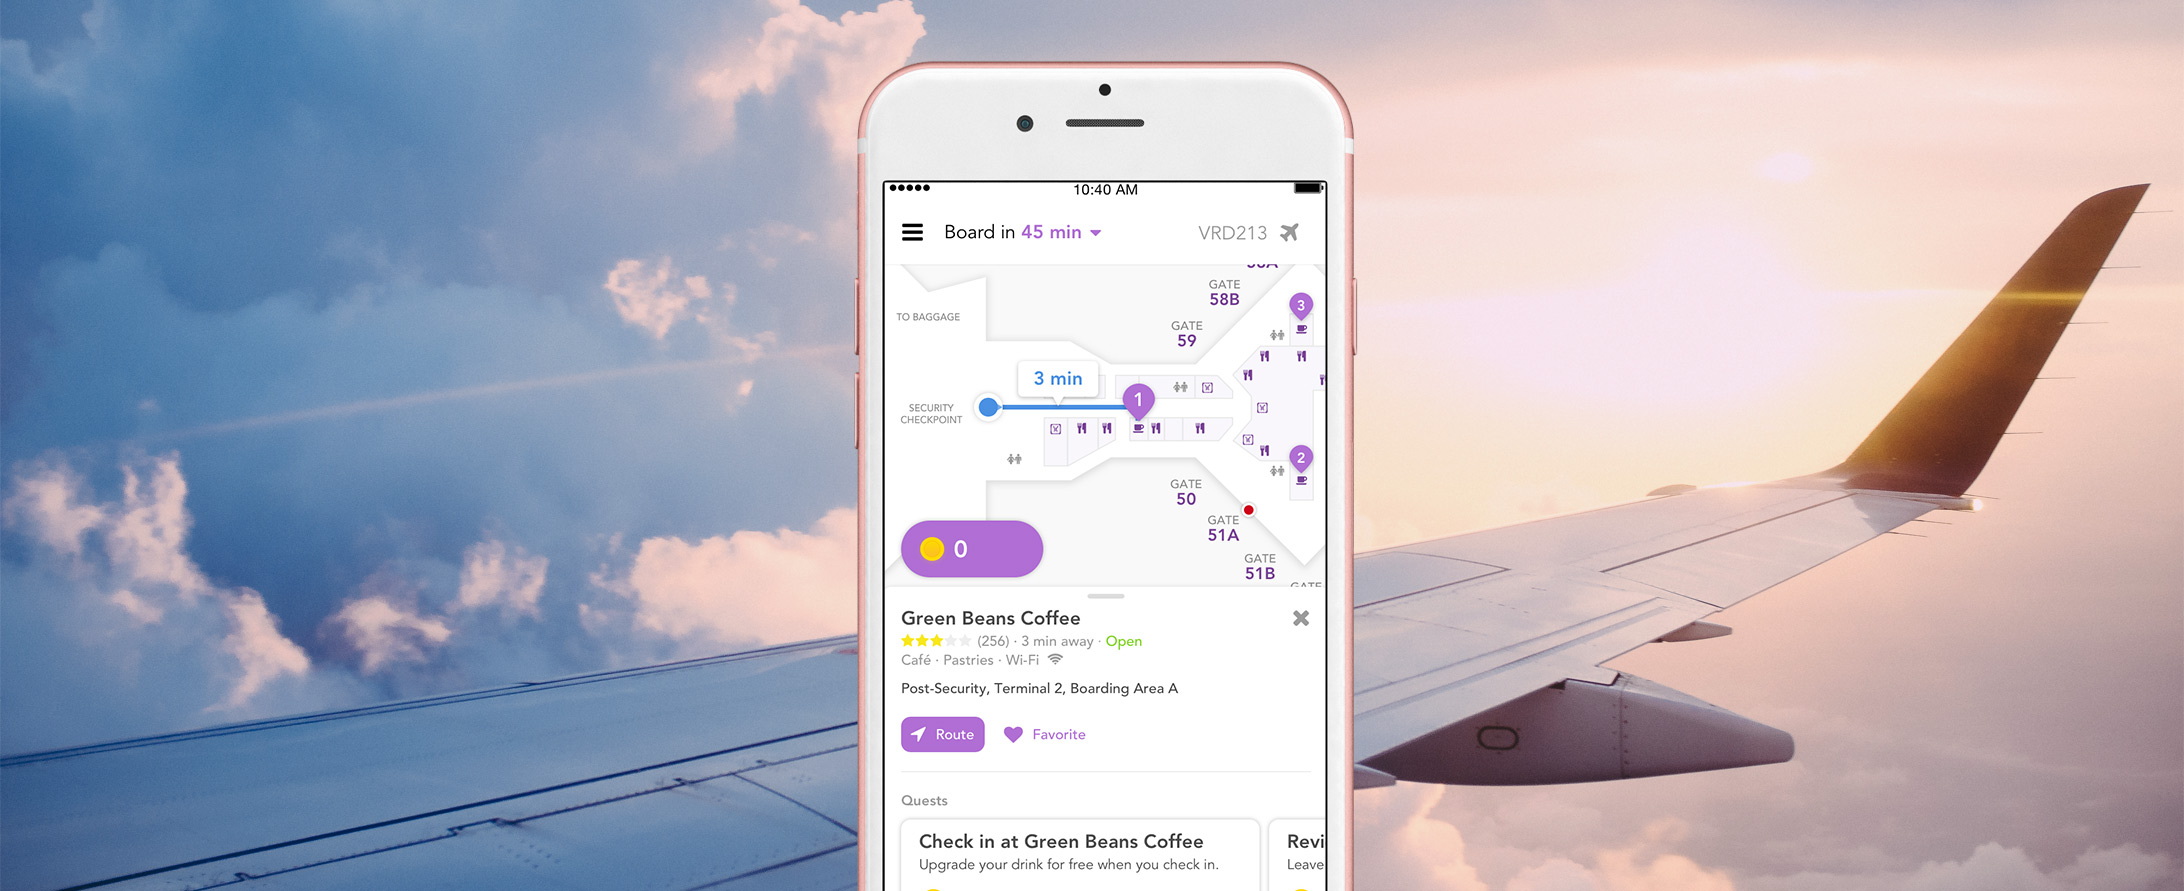 10:40 AM
Board in 45 min
VRD213
GATE
58B
3
TO BAGGAGE
GATE
59
3 min
1
SECURITY
CHECKPOINT
2
GATE
50
GATE
51A
GATE
51B
GATE
0
Green Beans Coffee
(256) · 3 min away · Open
Café · Pastries · Wi-Fi
Post-Security, Terminal 2, Boarding Area A
Route
Favorite
Quests
Check in at Green Beans Coffee
Upgrade your drink for free when you check in.
Revi
Leave